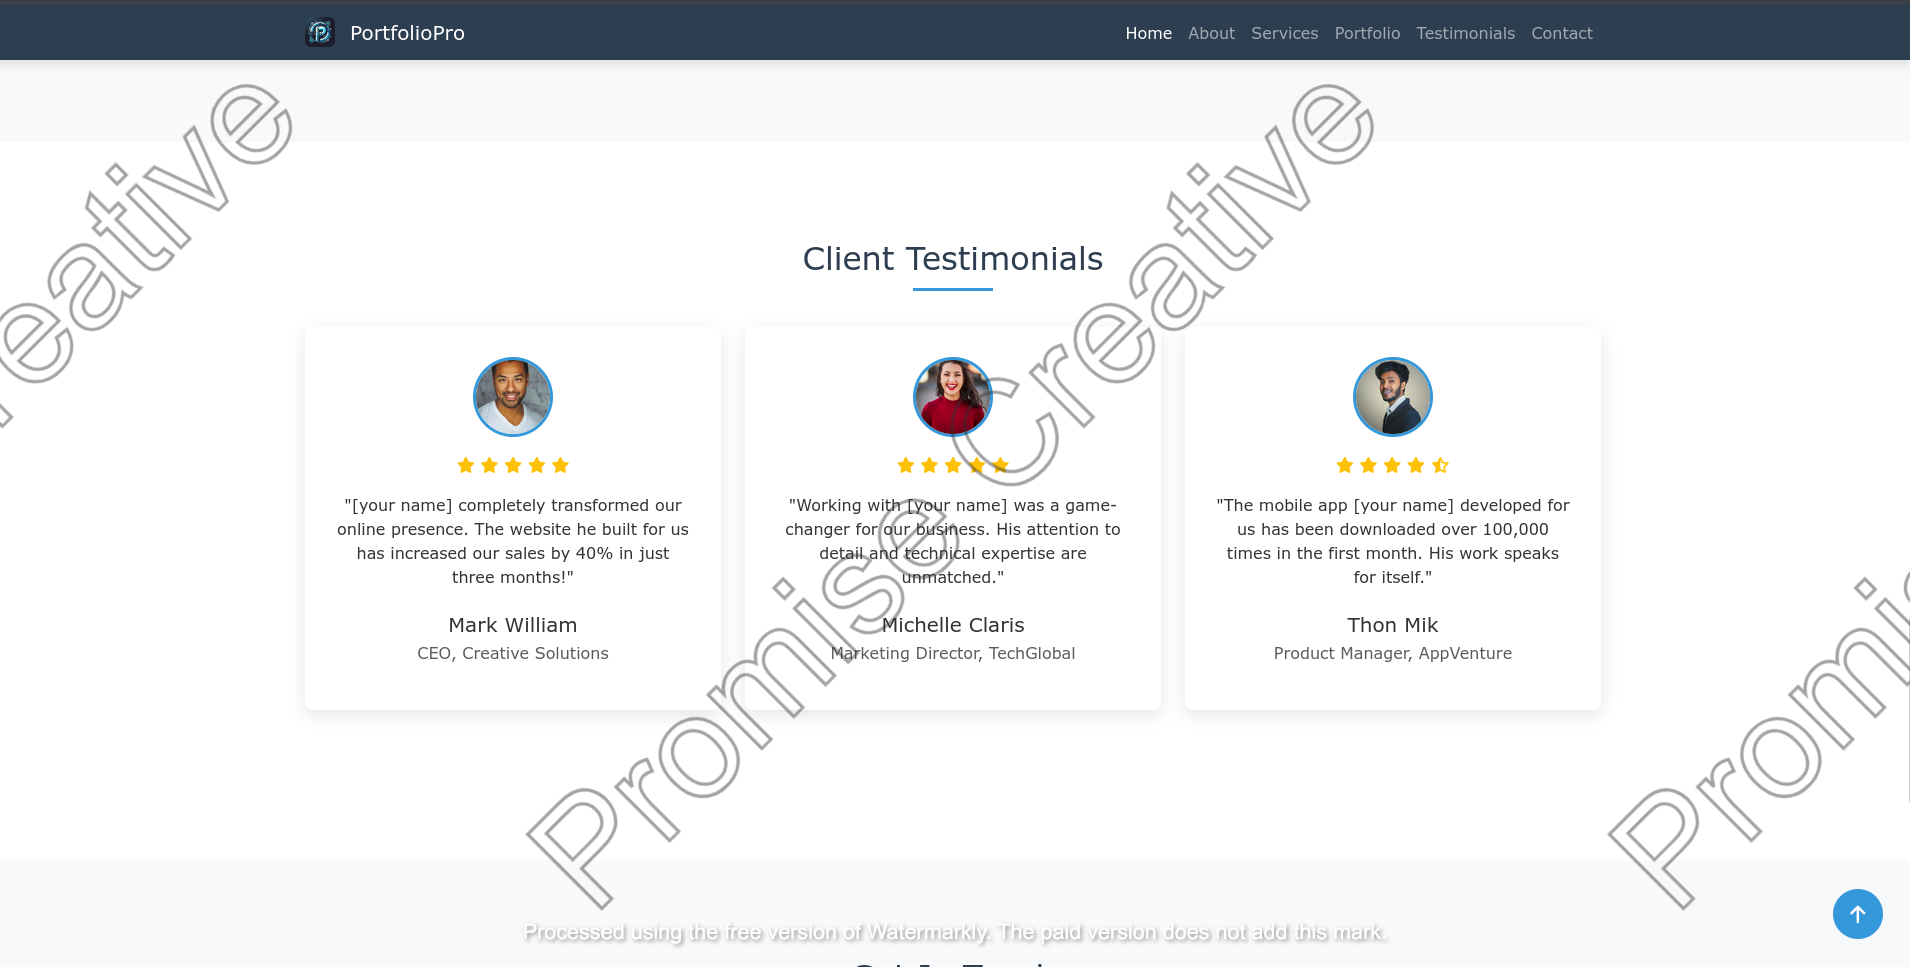 PortfolioPro
Home About Services Portfolio Testimonials Contact
Client Testimonials
"[your name] completely transformed our
online presence. The website he built for us
has increased our sales by 40% in just
three months!"
Mark William
CEO, Creative Solutions
"Working with [your name] was a game-
changer for our business. His attention to
detail and technical expertise are
unmatched."
Michelle Claris
Marketing Director, TechGlobal
"The mobile app [your name] developed for
us has been downloaded over 100,000
times in the first month. His work speaks
for itself."
Thon Mik
Product Manager, AppVenture
Promise Creative
Processed using the free version of Watermarkly. The paid version does not add this mark.